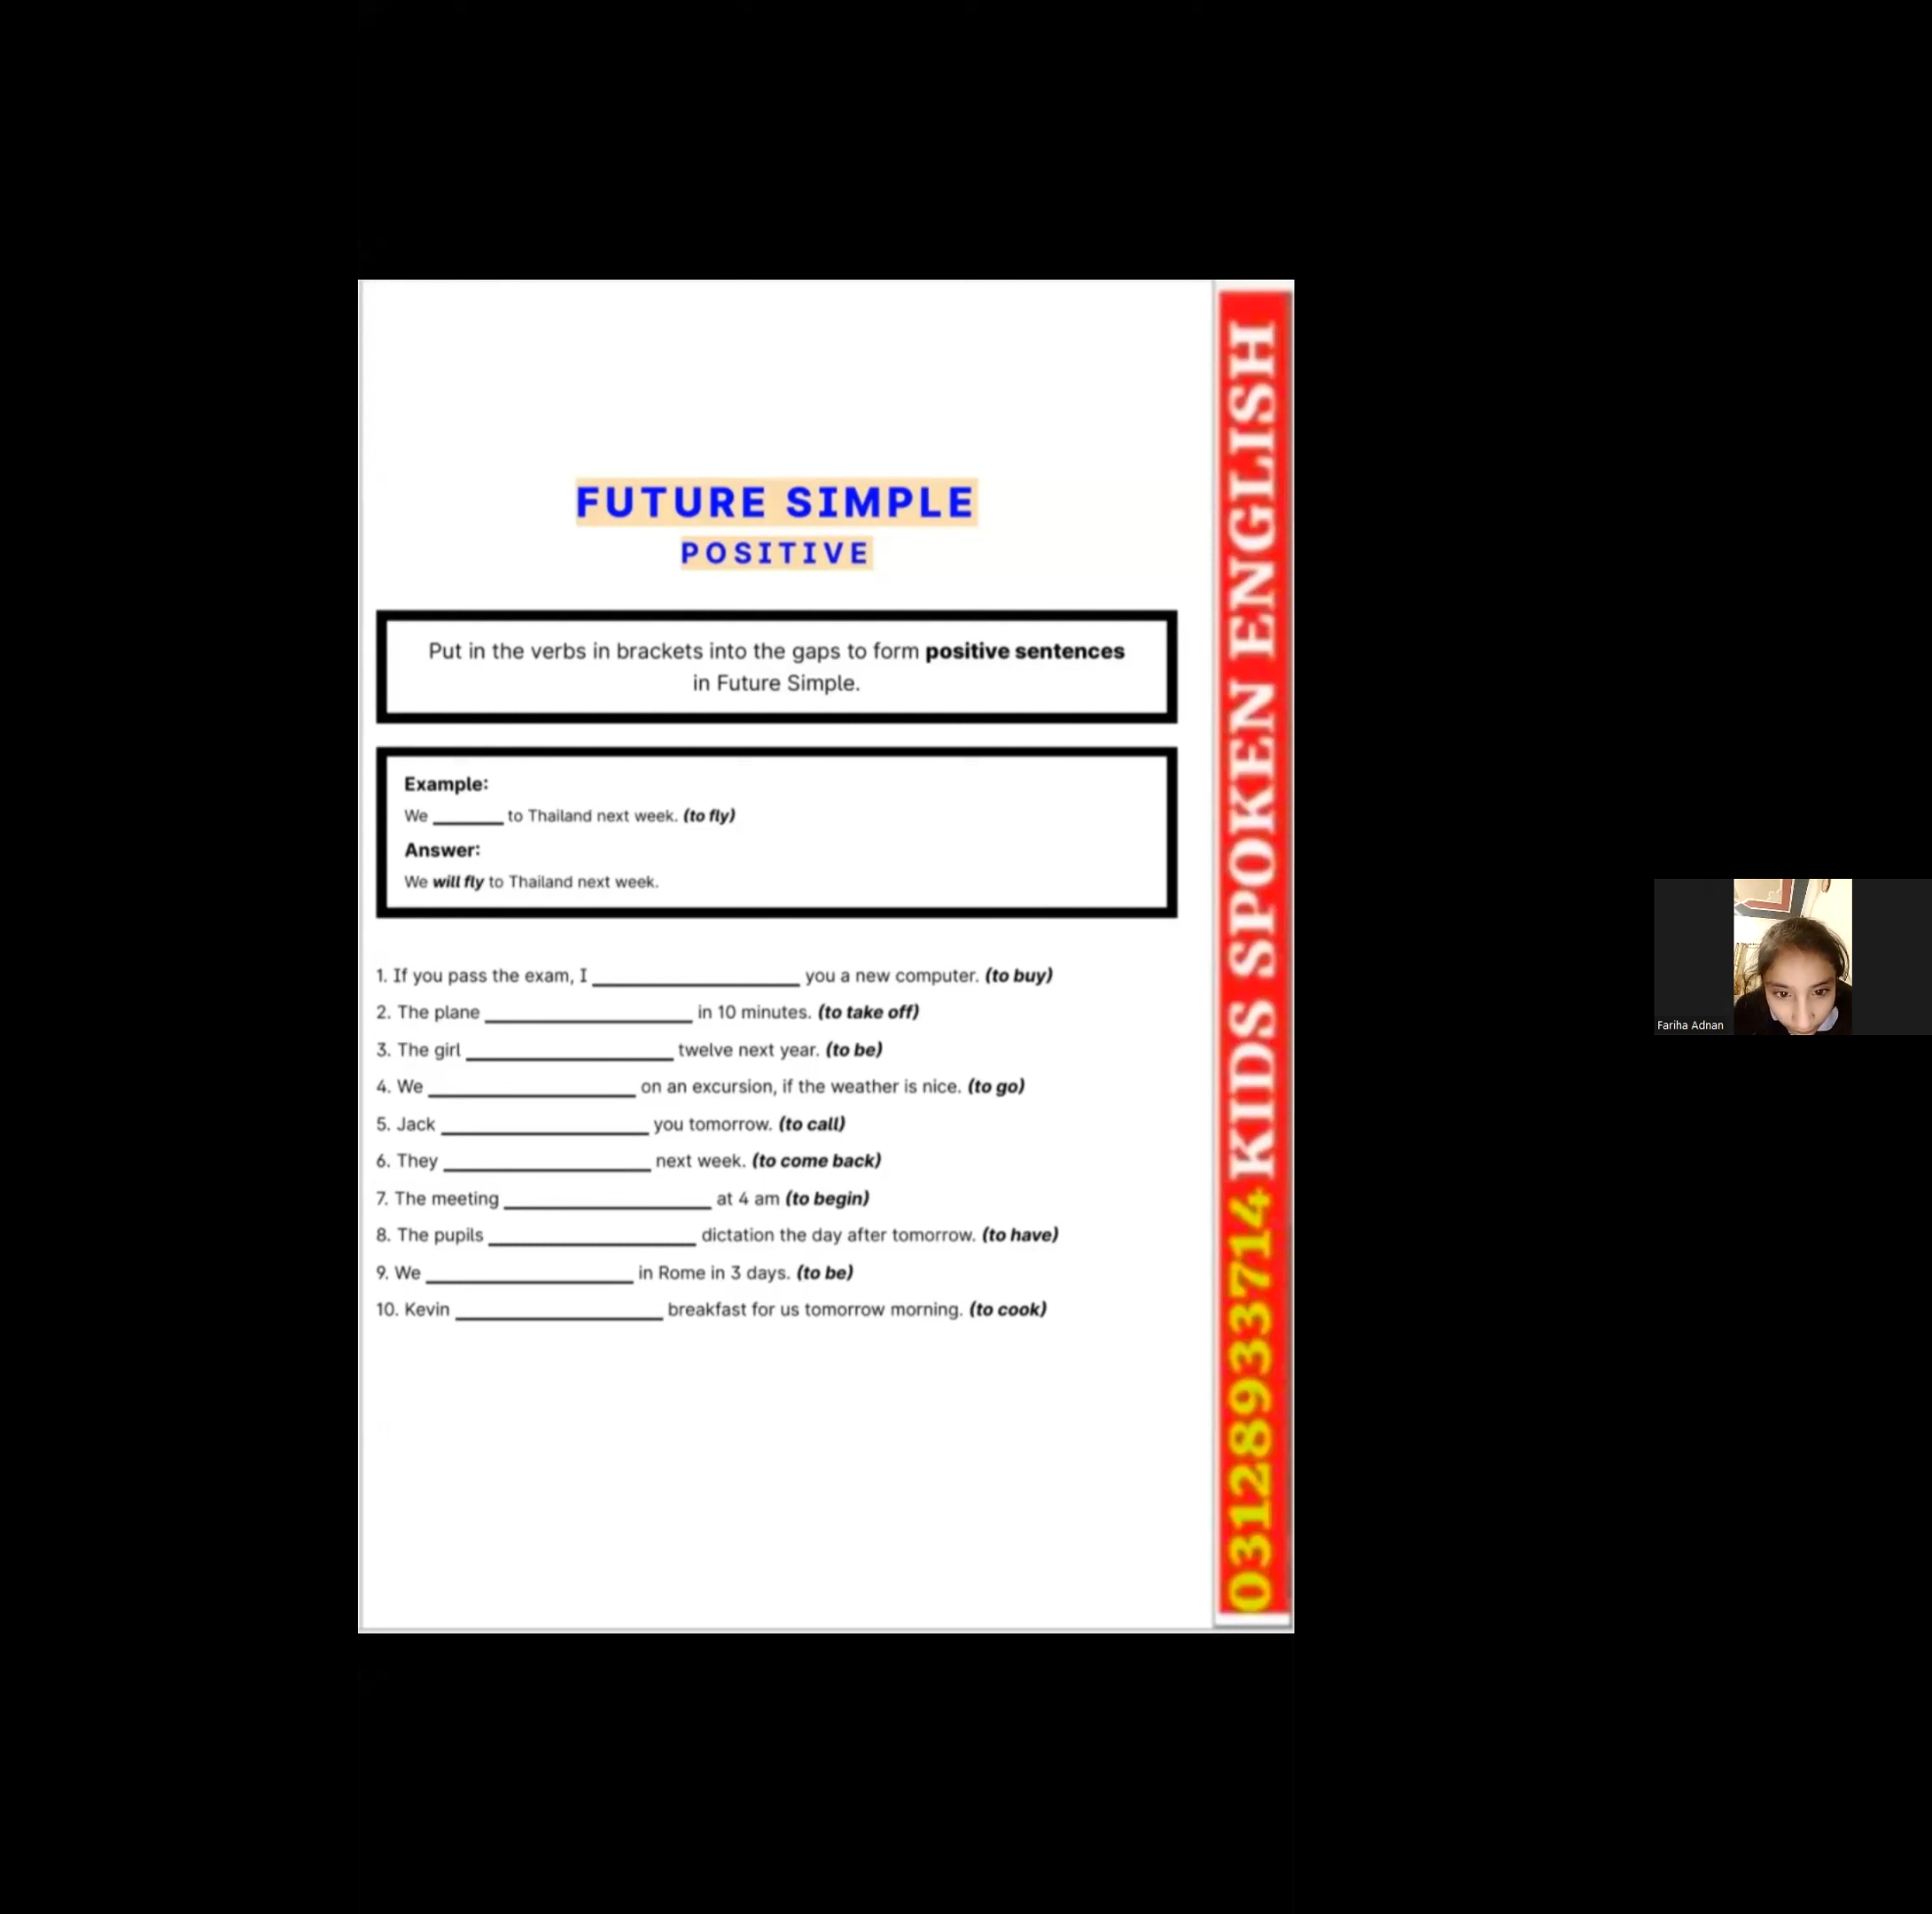 FUTURE SIMPLE
POSITIVE
Put in the verbs in brackets into the gaps to form positive sentences
in Future Simple.
Example:
We ________ to Thailand next week. (to fly)
Answer:
We will fly to Thailand next week.
1. If you pass the exam, I ____________________ you a new computer. (to buy)
2. The plane ____________________ in 10 minutes. (to take off)
3. The girl ____________________ twelve next year. (to be)
4. We ____________________ on an excursion, if the weather is nice. (to go)
5. Jack ____________________ you tomorrow. (to call)
6. They ____________________ next week. (to come back)
7. The meeting ____________________ at 4 am (to begin)
8. The pupils ____________________ dictation the day after tomorrow. (to have)
9. We ____________________ in Rome in 3 days. (to be)
10. Kevin ____________________ breakfast for us tomorrow morning. (to cook)
03128933714 KIDS SPOKEN ENGLISH
Fariha Adnan